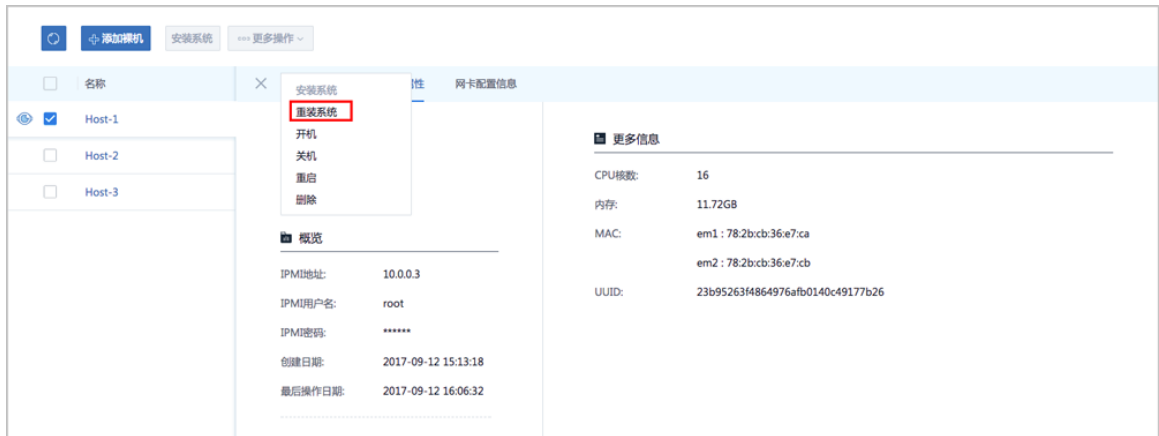 添加裸机 安装系统 更多操作
名称
安装系统 性 网卡配置信息
重装系统
开机
关机
重启
删除
Host-1
Host-2
Host-3
概览
IPMI地址: 10.0.0.3
IPMI用户名: root
IPMI密码: ******
创建日期: 2017-09-12 15:13:18
最后操作日期: 2017-09-12 16:06:32
更多信息
CPU核数: 16
内存: 11.72GB
MAC: em1 : 78:2b:cb:36:e7:ca
em2 : 78:2b:cb:36:e7:cb
UUID: 23b95263f4864976afb0140c49177b26